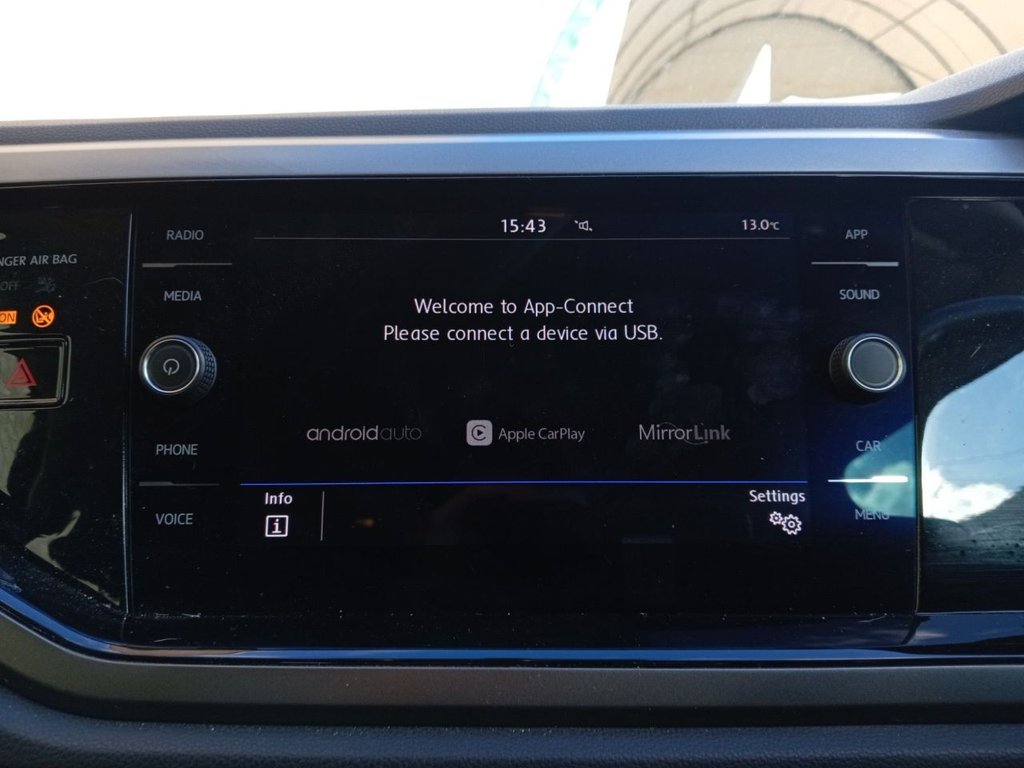 RADIO
15:43
13.0°C
APP
NGER AIR BAG
OFF
MEDIA
SOUND
Welcome to App-Connect
ON
Please connect a device via USB.
androidauto
Apple CarPlay
MirrorLink
PHONE
CAR
Info
Settings
VOICE
MENU